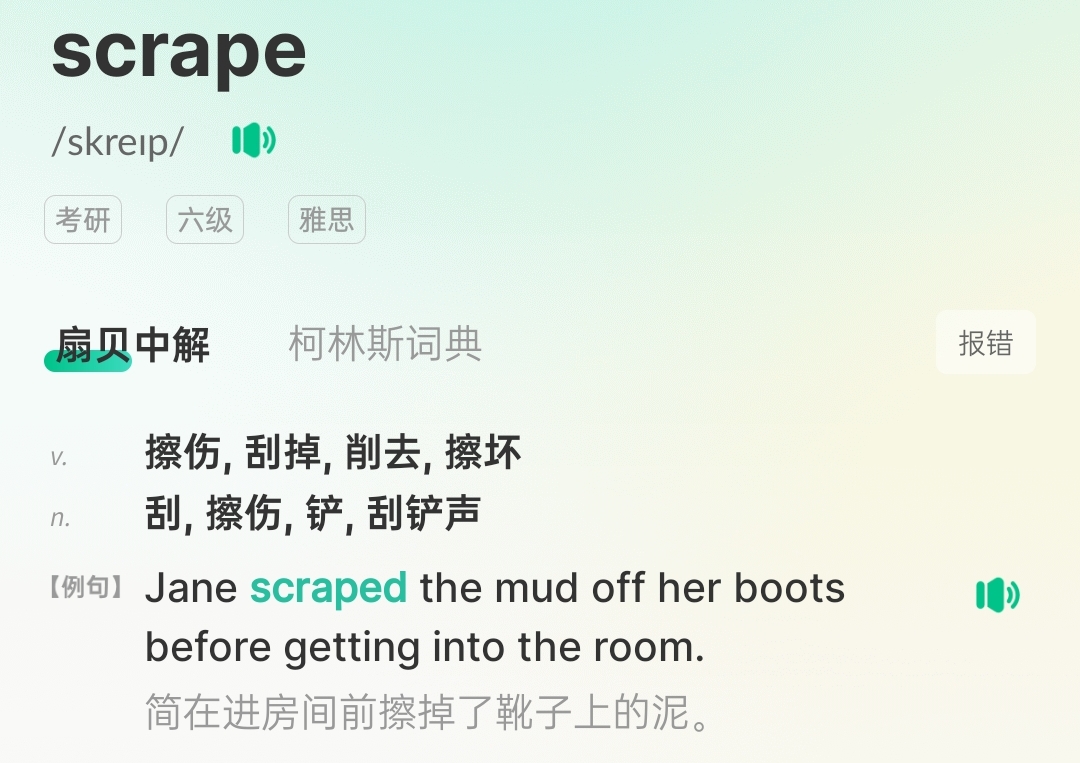 scrape
/skreɪp/
考研 六级 雅思
扇贝中解 柯林斯词典 报错
v. 擦伤, 刮掉, 削去, 擦坏
n. 刮, 擦伤, 铲, 刮铲声
【例句】 Jane scraped the mud off her boots
before getting into the room.
简在进房间前擦掉了靴子上的泥。